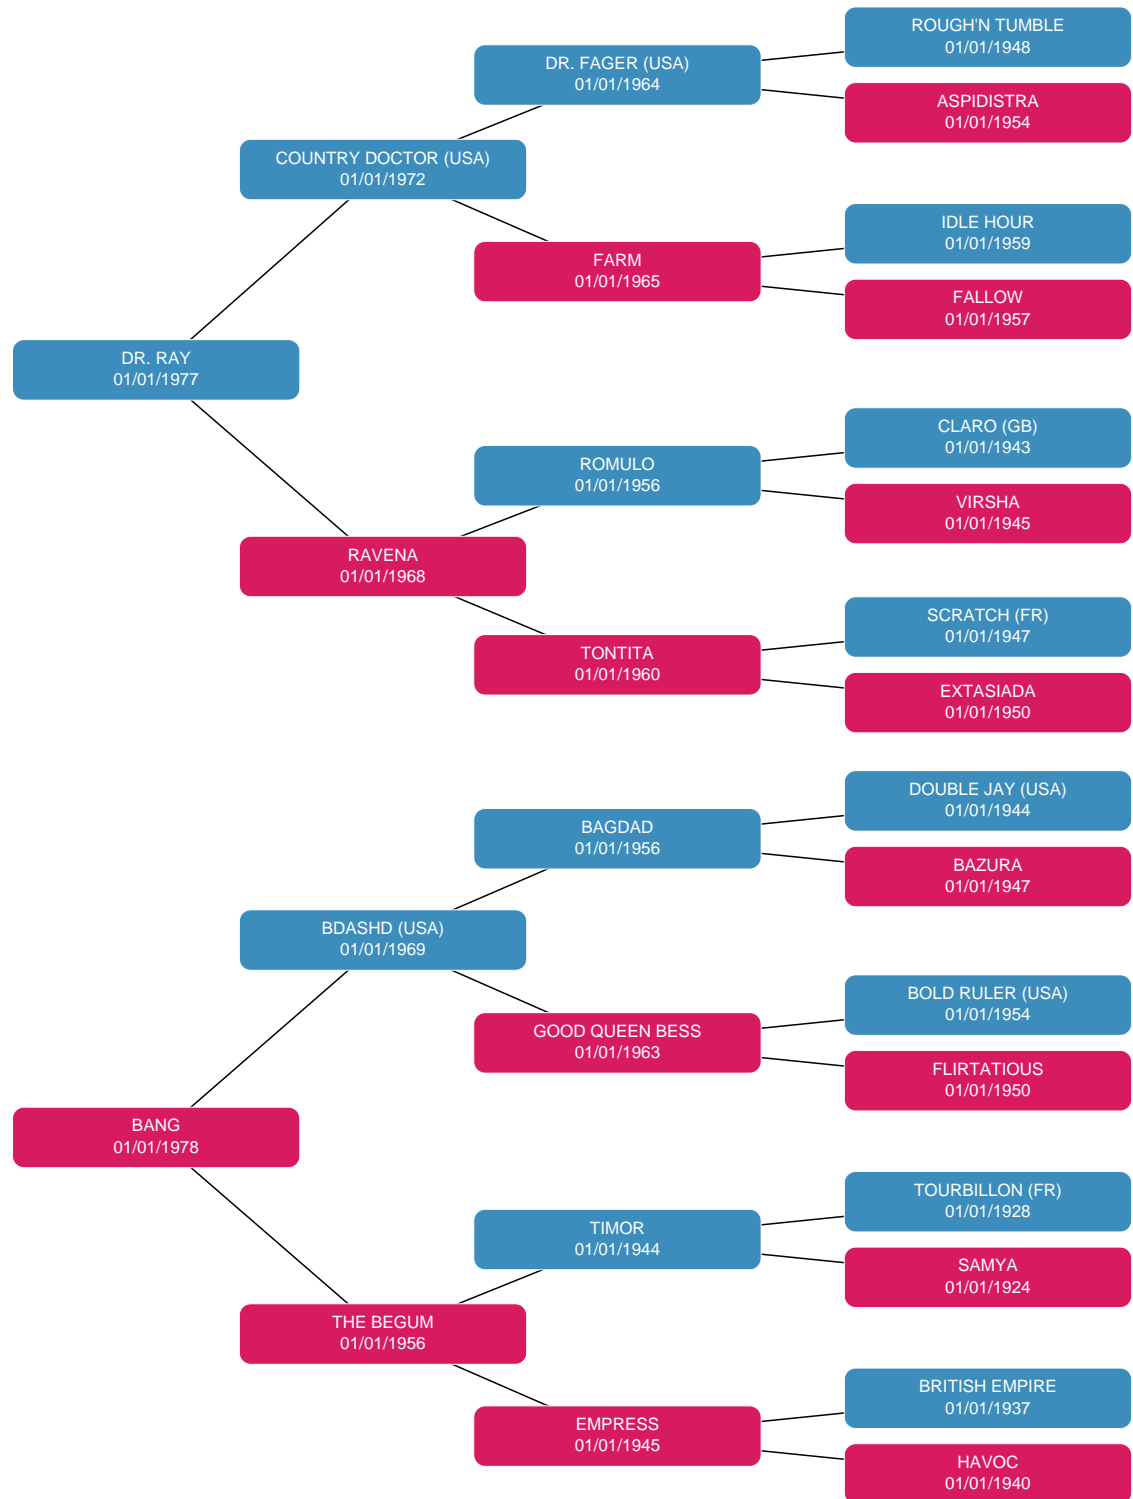 ROUGH'N TUMBLE
01/01/1948
DR. FAGER (USA)
01/01/1964
ASPIDISTRA
01/01/1954
COUNTRY DOCTOR (USA)
01/01/1972
IDLE HOUR
01/01/1959
FARM
01/01/1965
FALLOW
01/01/1957
DR. RAY
01/01/1977
CLARO (GB)
01/01/1943
ROMULO
01/01/1956
VIRSHA
01/01/1945
RAVENA
01/01/1968
SCRATCH (FR)
01/01/1947
TONTITA
01/01/1960
EXTASIADA
01/01/1950
DOUBLE JAY (USA)
01/01/1944
BAGDAD
01/01/1956
BAZURA
01/01/1947
BDASHD (USA)
01/01/1969
BOLD RULER (USA)
01/01/1954
GOOD QUEEN BESS
01/01/1963
FLIRTATIOUS
01/01/1950
BANG
01/01/1978
TOURBILLON (FR)
01/01/1928
TIMOR
01/01/1944
SAMYA
01/01/1924
THE BEGUM
01/01/1956
BRITISH EMPIRE
01/01/1937
EMPRESS
01/01/1945
HAVOC
01/01/1940